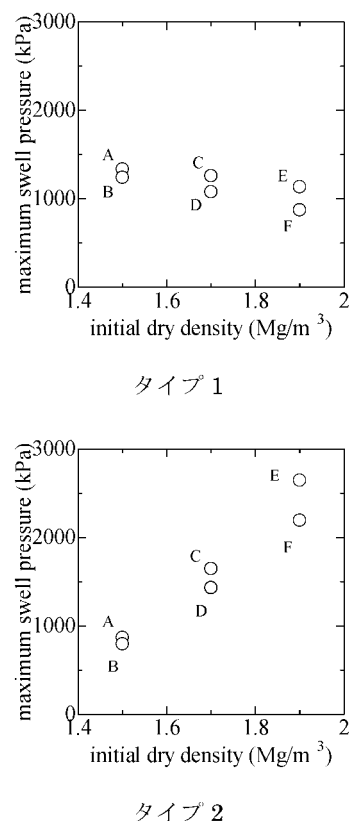 3000
2000
1000
0
maximum swell pressure (kPa)
A
B
C
D
E
F
1.4 1.6 1.8 2
initial dry density (Mg/m³)
タイプ 1
3000
2000
1000
0
maximum swell pressure (kPa)
A
B
C
D
E
F
1.4 1.6 1.8 2
initial dry density (Mg/m³)
タイプ 2